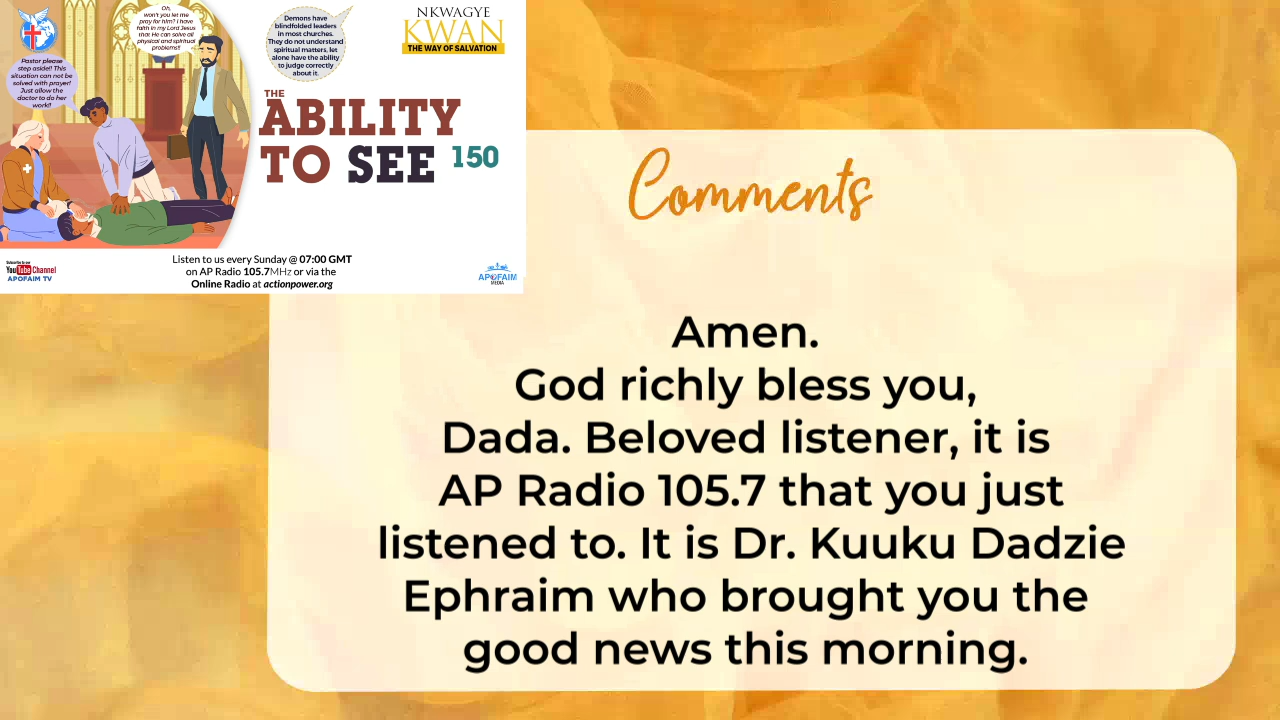 Oh,
won't you let me
pray for him? I have
faith in my Lord Jesus
that He can solve all
physical and spiritual
problems!!
Pastor please
step aside!! This
situation can not be
solved with prayer!
Just allow the
doctor to do her
work!!
Demons have
blindfolded leaders
in most churches.
They do not understand
spiritual matters, let
alone have the ability
to judge correctly
about it.
NKWAGYE
KWAN
THE WAY OF SALVATION
THE
ABILITY
TO SEE 150
Listen to us every Sunday @ 07:00 GMT
on AP Radio 105.7MHz or via the
Online Radio at actionpower.org
Subscribe to our
YouTube Channel
APOFAIM TV
APOFAIM
MEDIA
Comments
Amen.
God richly bless you,
Dada. Beloved listener, it is
AP Radio 105.7 that you just
listened to. It is Dr. Kuuku Dadzie
Ephraim who brought you the
good news this morning.